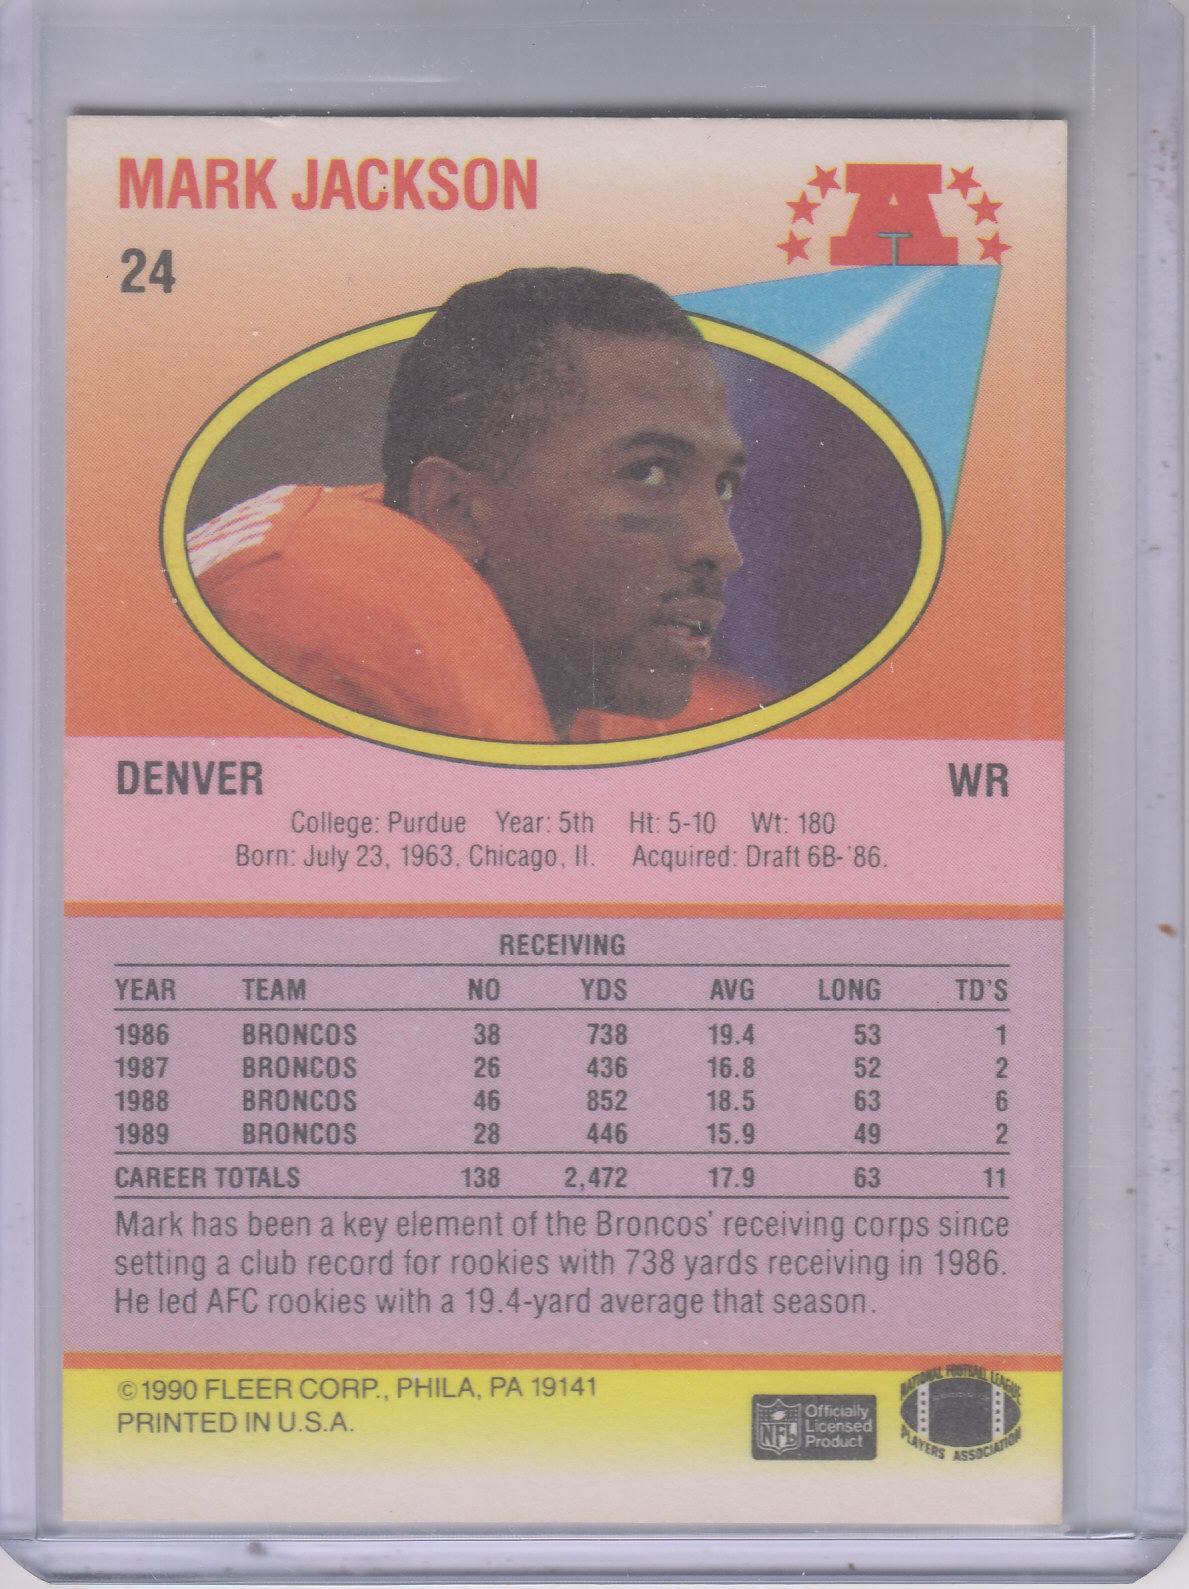 MARK JACKSON
A
24
DENVER WR
College: Purdue Year: 5th Ht: 5-10 Wt: 180
Born: July 23, 1963, Chicago, Il. Acquired: Draft 6B-'86.
RECEIVING
YEAR TEAM NO YDS AVG LONG TD'S
1986 BRONCOS 38 738 19.4 53 1
1987 BRONCOS 26 436 16.8 52 2
1988 BRONCOS 46 852 18.5 63 6
1989 BRONCOS 28 446 15.9 49 2
CAREER TOTALS 138 2,472 17.9 63 11
Mark has been a key element of the Broncos' receiving corps since
setting a club record for rookies with 738 yards receiving in 1986.
He led AFC rookies with a 19.4-yard average that season.
©1990 FLEER CORP., PHILA, PA 19141
PRINTED IN U.S.A.
NFL
Officially
Licensed
Product
NATIONAL FOOTBALL LEAGUE
PLAYERS ASSOCIATION